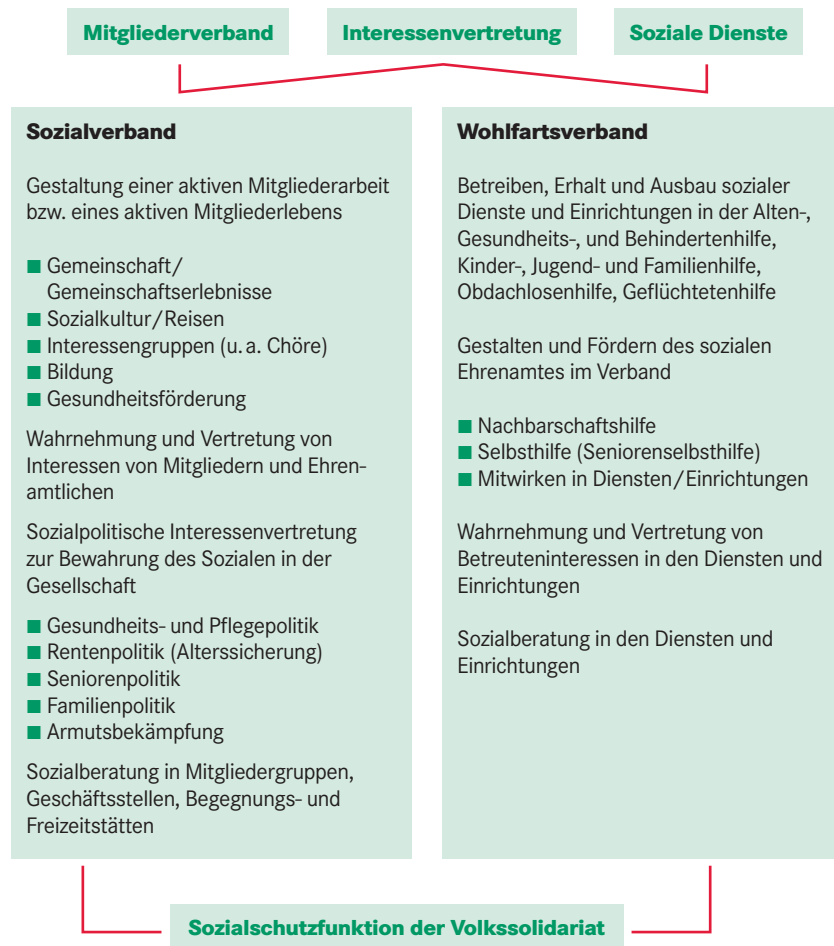 Mitgliederverband
Interessenvertretung
Soziale Dienste
Sozialverband
Gestaltung einer aktiven Mitgliederarbeit
bzw. eines aktiven Mitgliederlebens
■ Gemeinschaft/
Gemeinschaftserlebnisse
■ Sozialkultur/Reisen
■ Interessengruppen (u. a. Chöre)
■ Bildung
■ Gesundheitsförderung
Wahrnehmung und Vertretung von
Interessen von Mitgliedern und Ehren-
amtlichen
Sozialpolitische Interessenvertretung
zur Bewahrung des Sozialen in der
Gesellschaft
■ Gesundheits- und Pflegepolitik
■ Rentenpolitik (Alterssicherung)
■ Seniorenpolitik
■ Familienpolitik
■ Armutsbekämpfung
Sozialberatung in Mitgliedergruppen,
Geschäftsstellen, Begegnungs- und
Freizeitstätten
Wohlfartsverband
Betreiben, Erhalt und Ausbau sozialer
Dienste und Einrichtungen in der Alten-,
Gesundheits-, und Behindertenhilfe,
Kinder-, Jugend- und Familienhilfe,
Obdachlosenhilfe, Geflüchtetenhilfe
Gestalten und Fördern des sozialen
Ehrenamtes im Verband
■ Nachbarschaftshilfe
■ Selbsthilfe (Seniorenselbsthilfe)
■ Mitwirken in Diensten/Einrichtungen
Wahrnehmung und Vertretung von
Betreuteninteressen in den Diensten und
Einrichtungen
Sozialberatung in den Diensten und
Einrichtungen
Sozialschutzfunktion der Volkssolidariat